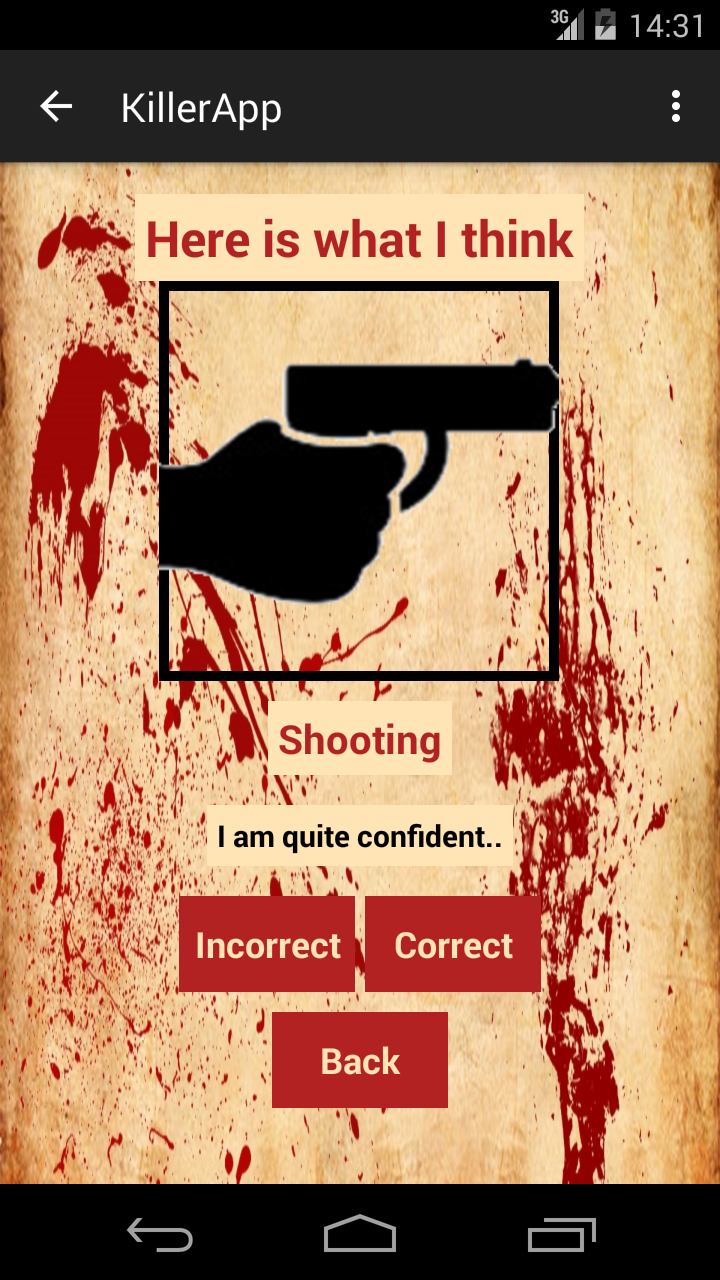 3G 14:31
KillerApp
Here is what I think
Shooting
I am quite confident..
Incorrect Correct
Back